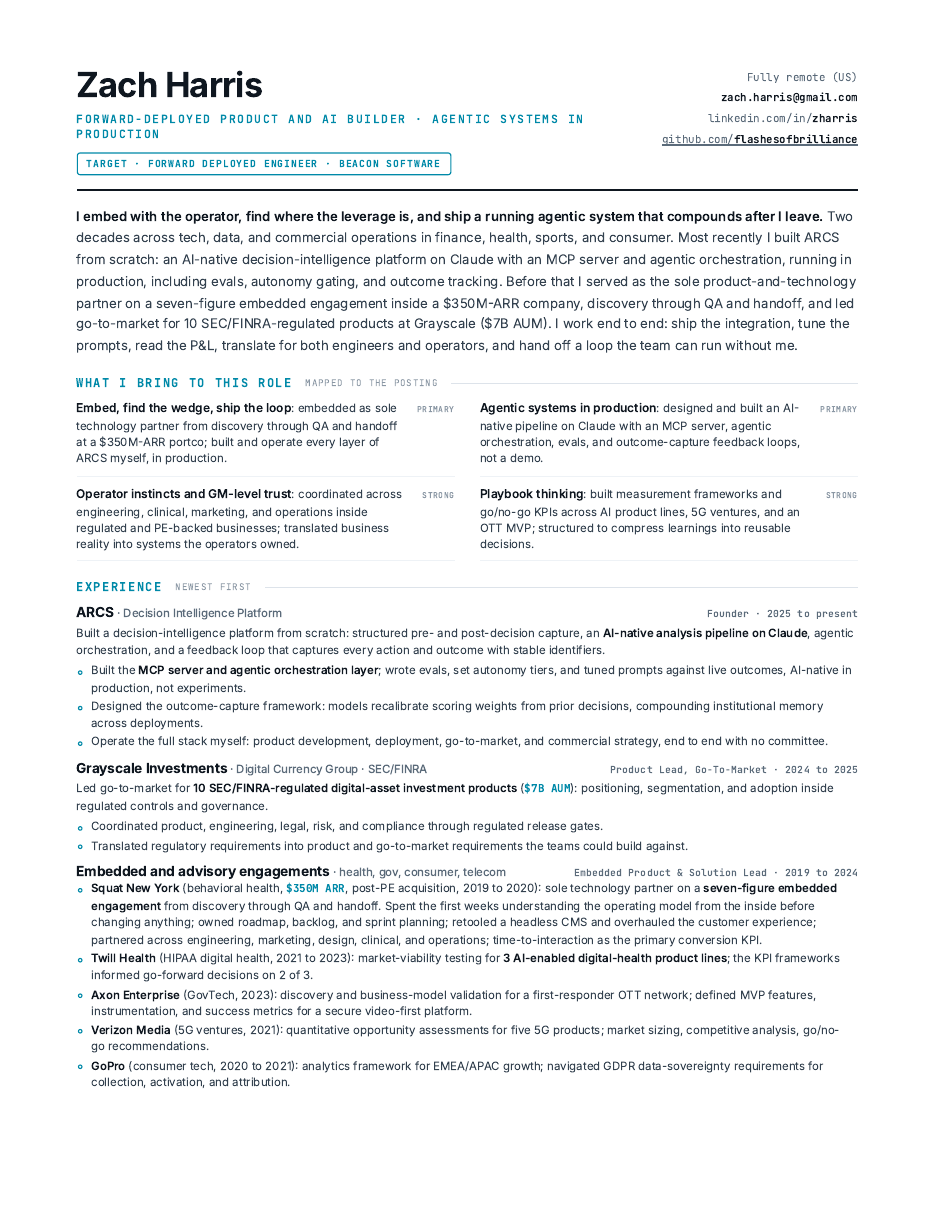 Zach Harris
FORWARD-DEPLOYED PRODUCT AND AI BUILDER · AGENTIC SYSTEMS IN
PRODUCTION
TARGET · FORWARD DEPLOYED ENGINEER · BEACON SOFTWARE
Fully remote (US)
zach.harris@gmail.com
linkedin.com/in/zharris
github.com/flashesofbrilliance
I embed with the operator, find where the leverage is, and ship a running agentic system that compounds after I leave. Two
decades across tech, data, and commercial operations in finance, health, sports, and consumer. Most recently I built ARCS
from scratch: an AI-native decision-intelligence platform on Claude with an MCP server and agentic orchestration, running in
production, including evals, autonomy gating, and outcome tracking. Before that I served as the sole product-and-technology
partner on a seven-figure embedded engagement inside a $350M-ARR company, discovery through QA and handoff, and led
go-to-market for 10 SEC/FINRA-regulated products at Grayscale ($7B AUM). I work end to end: ship the integration, tune the
prompts, read the P&L, translate for both engineers and operators, and hand off a loop the team can run without me.
WHAT I BRING TO THIS ROLE MAPPED TO THE POSTING
Embed, find the wedge, ship the loop: embedded as sole PRIMARY
technology partner from discovery through QA and handoff
at a $350M-ARR portco; built and operate every layer of
ARCS myself, in production.
Agentic systems in production: designed and built an AI- PRIMARY
native pipeline on Claude with an MCP server, agentic
orchestration, evals, and outcome-capture feedback loops,
not a demo.
Operator instincts and GM-level trust: coordinated across STRONG
engineering, clinical, marketing, and operations inside
regulated and PE-backed businesses; translated business
reality into systems the operators owned.
Playbook thinking: built measurement frameworks and STRONG
go/no-go KPIs across AI product lines, 5G ventures, and an
OTT MVP; structured to compress learnings into reusable
decisions.
EXPERIENCE NEWEST FIRST
ARCS · Decision Intelligence Platform Founder · 2025 to present
Built a decision-intelligence platform from scratch: structured pre- and post-decision capture, an AI-native analysis pipeline on Claude, agentic
orchestration, and a feedback loop that captures every action and outcome with stable identifiers.
Built the MCP server and agentic orchestration layer; wrote evals, set autonomy tiers, and tuned prompts against live outcomes, AI-native in
production, not experiments.
Designed the outcome-capture framework: models recalibrate scoring weights from prior decisions, compounding institutional memory
across deployments.
Operate the full stack myself: product development, deployment, go-to-market, and commercial strategy, end to end with no committee.
Grayscale Investments · Digital Currency Group · SEC/FINRA Product Lead, Go-To-Market · 2024 to 2025
Led go-to-market for 10 SEC/FINRA-regulated digital-asset investment products ($7B AUM): positioning, segmentation, and adoption inside
regulated controls and governance.
Coordinated product, engineering, legal, risk, and compliance through regulated release gates.
Translated regulatory requirements into product and go-to-market requirements the teams could build against.
Embedded and advisory engagements · health, gov, consumer, telecom Embedded Product & Solution Lead · 2019 to 2024
Squat New York (behavioral health, $350M ARR, post-PE acquisition, 2019 to 2020): sole technology partner on a seven-figure embedded
engagement from discovery through QA and handoff. Spent the first weeks understanding the operating model from the inside before
changing anything; owned roadmap, backlog, and sprint planning; retooled a headless CMS and overhauled the customer experience;
partnered across engineering, marketing, design, clinical, and operations; time-to-interaction as the primary conversion KPI.
Twill Health (HIPAA digital health, 2021 to 2023): market-viability testing for 3 AI-enabled digital-health product lines; the KPI frameworks
informed go-forward decisions on 2 of 3.
Axon Enterprise (GovTech, 2023): discovery and business-model validation for a first-responder OTT network; defined MVP features,
instrumentation, and success metrics for a secure video-first platform.
Verizon Media (5G ventures, 2021): quantitative opportunity assessments for five 5G products; market sizing, competitive analysis, go/no-
go recommendations.
GoPro (consumer tech, 2020 to 2021): analytics framework for EMEA/APAC growth; navigated GDPR data-sovereignty requirements for
collection, activation, and attribution.